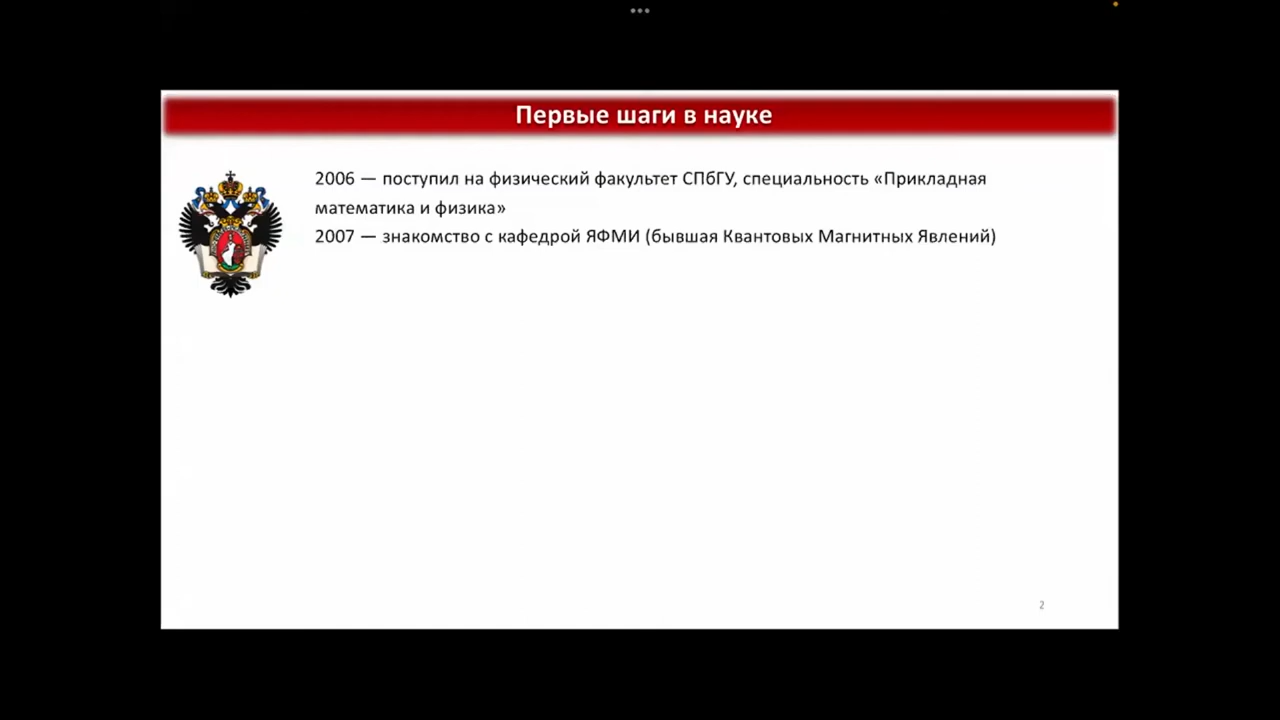 Первые шаги в науке
2006 — поступил на физический факультет СПбГУ, специальность «Прикладная
математика и физика»
2007 — знакомство с кафедрой ЯФМИ (бывшая Квантовых Магнитных Явлений)
2